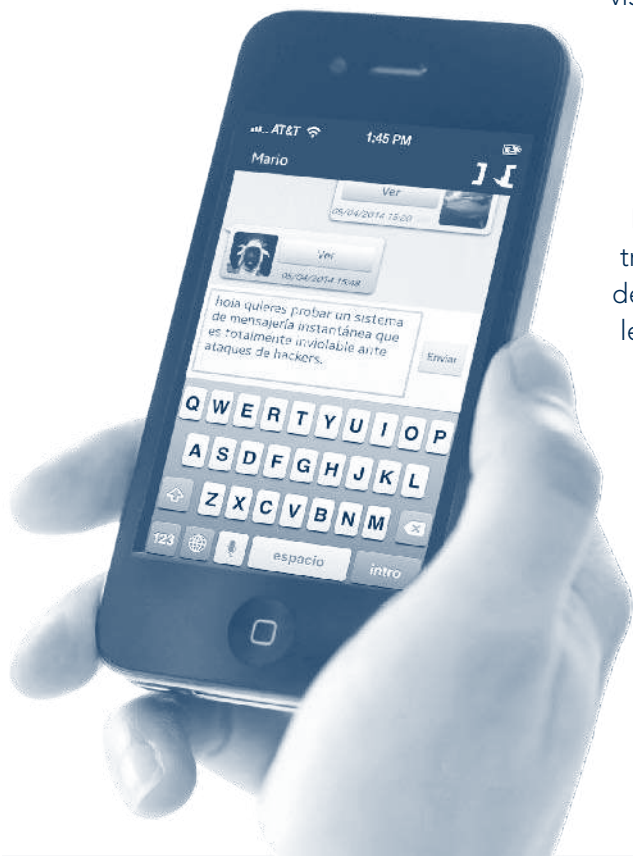 vis
AT&T 1:45 PM
Mario
Ver
05/04/2014 15:20
Ver
05/04/2014 15:48
tr
de
le
hola quieres probar un sistema
de mensajería instantánea que
es totalmente inviolable ante
ataques de hackers.
Enviar
Q W E R T Y U I O P
A S D F G H J K L
Z X C V B N M
123 espacio intro